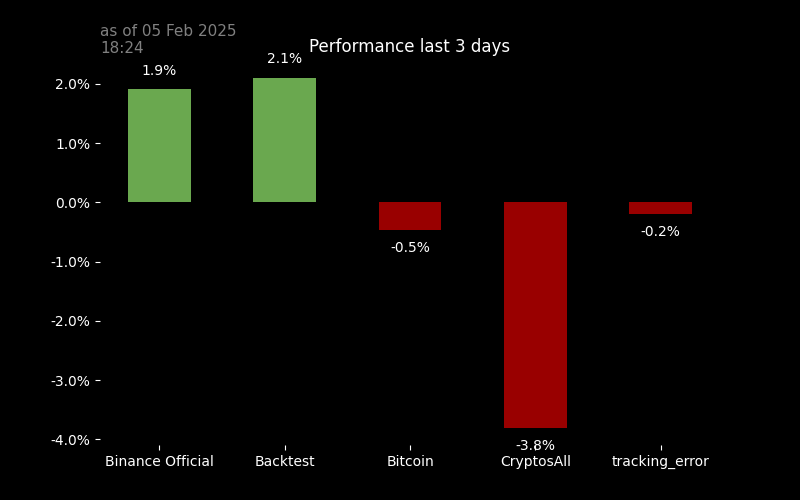 as of 05 Feb 2025
18:24
Performance last 3 days
1.9%
2.1%
-0.5%
-3.8%
-0.2%
2.0%
1.0%
0.0%
-1.0%
-2.0%
-3.0%
-4.0%
Binance Official
Backtest
Bitcoin
CryptosAll
tracking_error